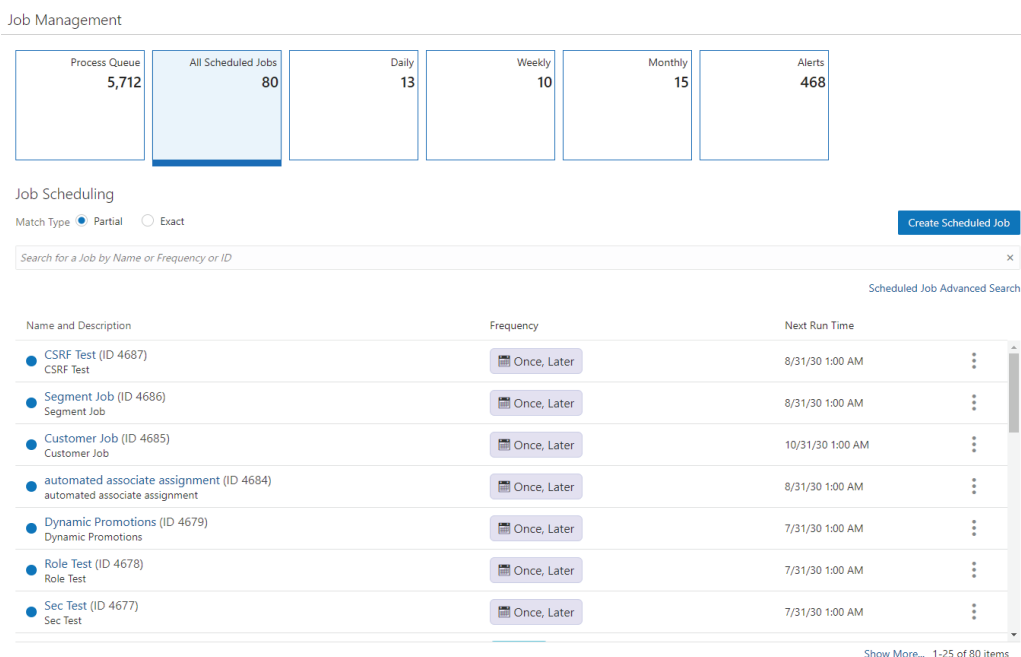 Job Management
Process Queue
5,712
All Scheduled Jobs
80
Daily
13
Weekly
10
Monthly
15
Alerts
468
Job Scheduling
Match Type Partial Exact
Create Scheduled Job
Search for a Job by Name or Frequency or ID
Scheduled Job Advanced Search
Name and Description Frequency Next Run Time
CSRF Test (ID 4687)
CSRF Test
Once, Later
8/31/30 1:00 AM
Segment Job (ID 4686)
Segment Job
Once, Later
8/31/30 1:00 AM
Customer Job (ID 4685)
Customer Job
Once, Later
10/31/30 1:00 AM
automated associate assignment (ID 4684)
automated associate assignment
Once, Later
8/31/30 1:00 AM
Dynamic Promotions (ID 4679)
Dynamic Promotions
Once, Later
7/31/30 1:00 AM
Role Test (ID 4678)
Role Test
Once, Later
7/31/30 1:00 AM
Sec Test (ID 4677)
Sec Test
Once, Later
7/31/30 1:00 AM
Show More... 1-25 of 80 items